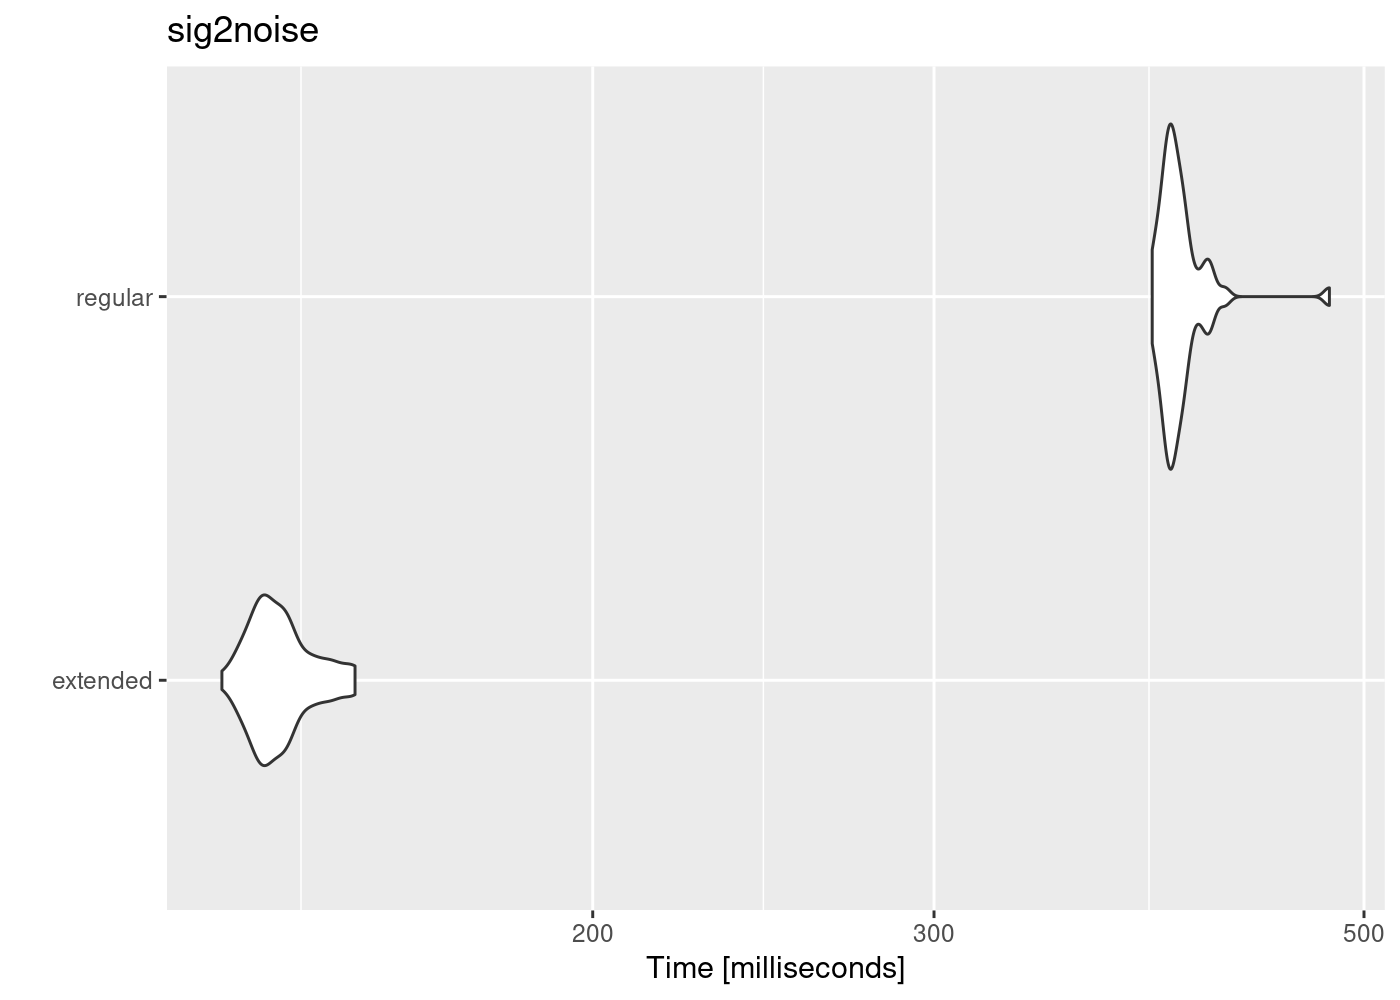 sig2noise
regular
extended
200
300
500
Time [milliseconds]